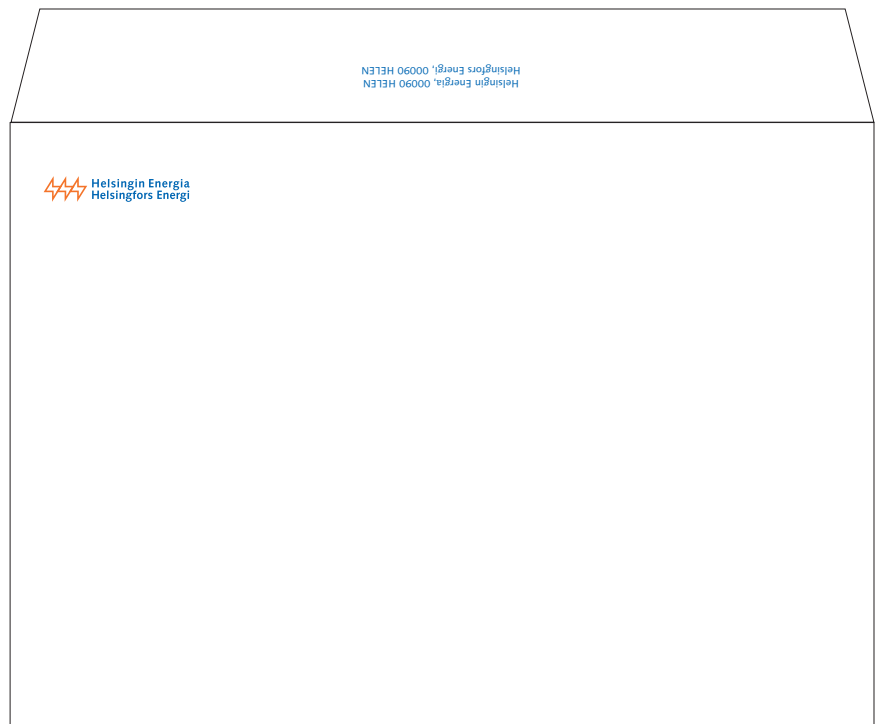 Helsingin Energia, 00090 HELEN
Helsingfors Energi, 00090 HELEN
Helsingin Energia
Helsingfors Energi